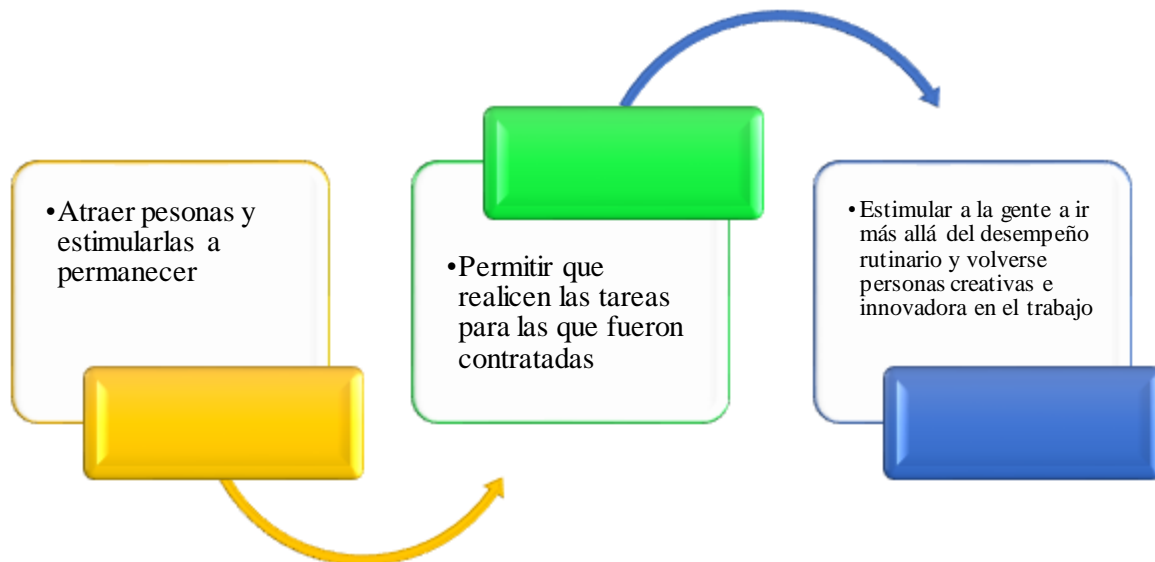 •Atraer pesonas y
estimularlas a
permanecer
•Permitir que
realicen las tareas
para las que fueron
contratadas
•Estimular a la gente a ir
más allá del desempeño
rutinario y volverse
personas creativas e
innovadora en el trabajo